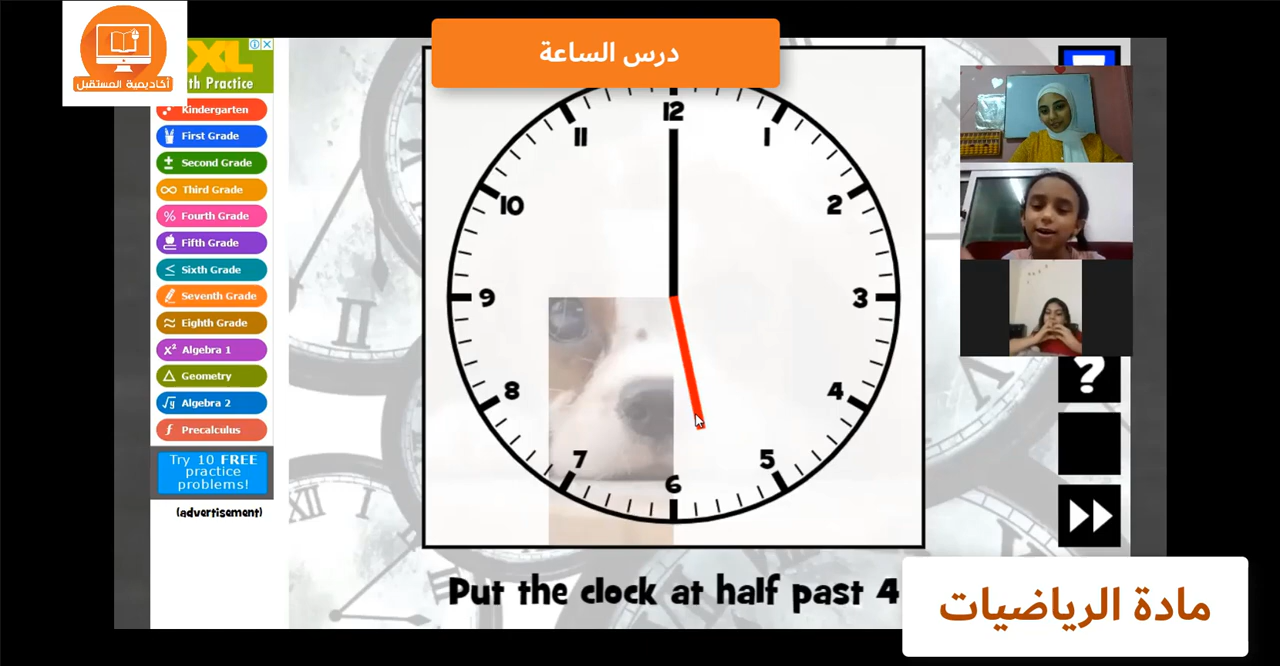 درس الساعة
أكاديمية المستقبل
XL
th Practice
Kindergarten
First Grade
Second Grade
Third Grade
Fourth Grade
Fifth Grade
Sixth Grade
Seventh Grade
Eighth Grade
Algebra 1
Geometry
Algebra 2
Precalculus
Try 10 FREE
practice
problems!
(advertisement)
12
11
1
10
2
9
3
8
4
7
5
6
?
Put the clock at half past 4
مادة الرياضيات